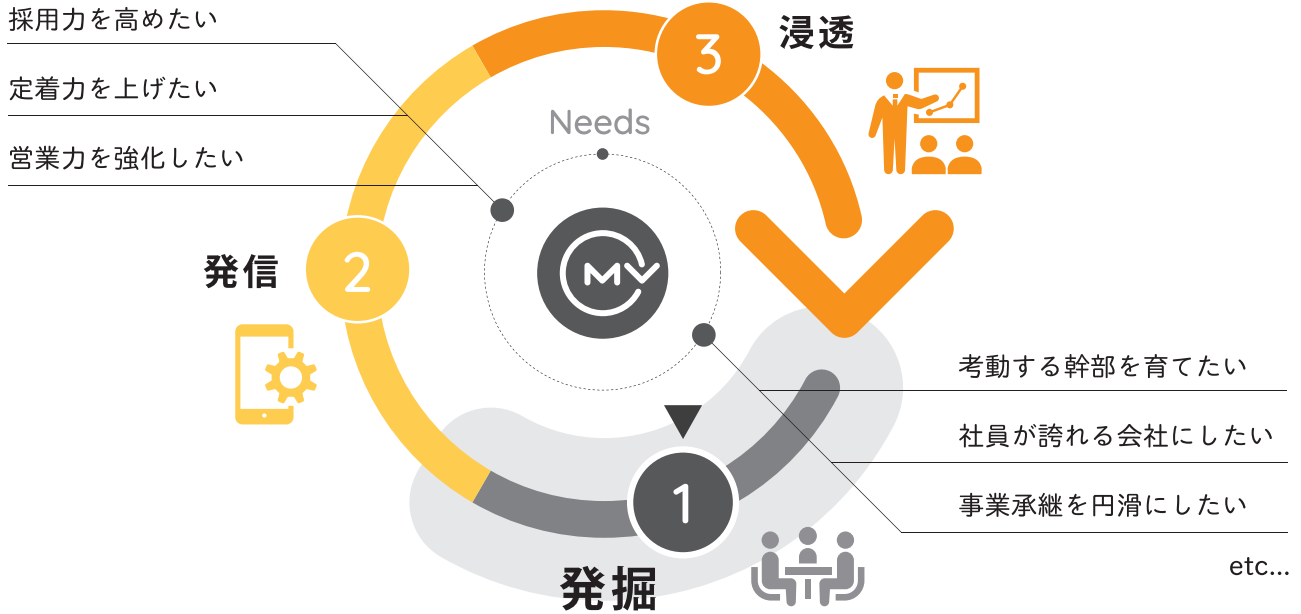 採用力を高めたい
定着力を上げたい
営業力を強化したい
3
浸透
Needs
MV
2
発信
1
発掘
考動する幹部を育てたい
社員が誇れる会社にしたい
事業承継を円滑にしたい
etc...